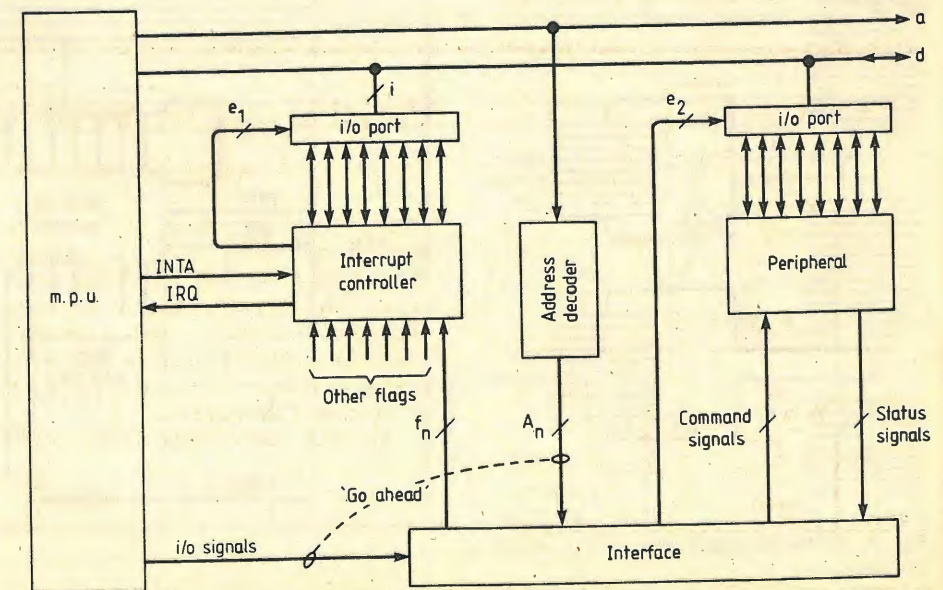 a
d
i
e1
i/o port
e2
i/o port
INTA
IRQ
m.p.u.
Interrupt
controller
Address
decoder
Peripheral
Other flags
fn
An
Command
signals
Status
signals
'Go ahead'
i/o signals
Interface